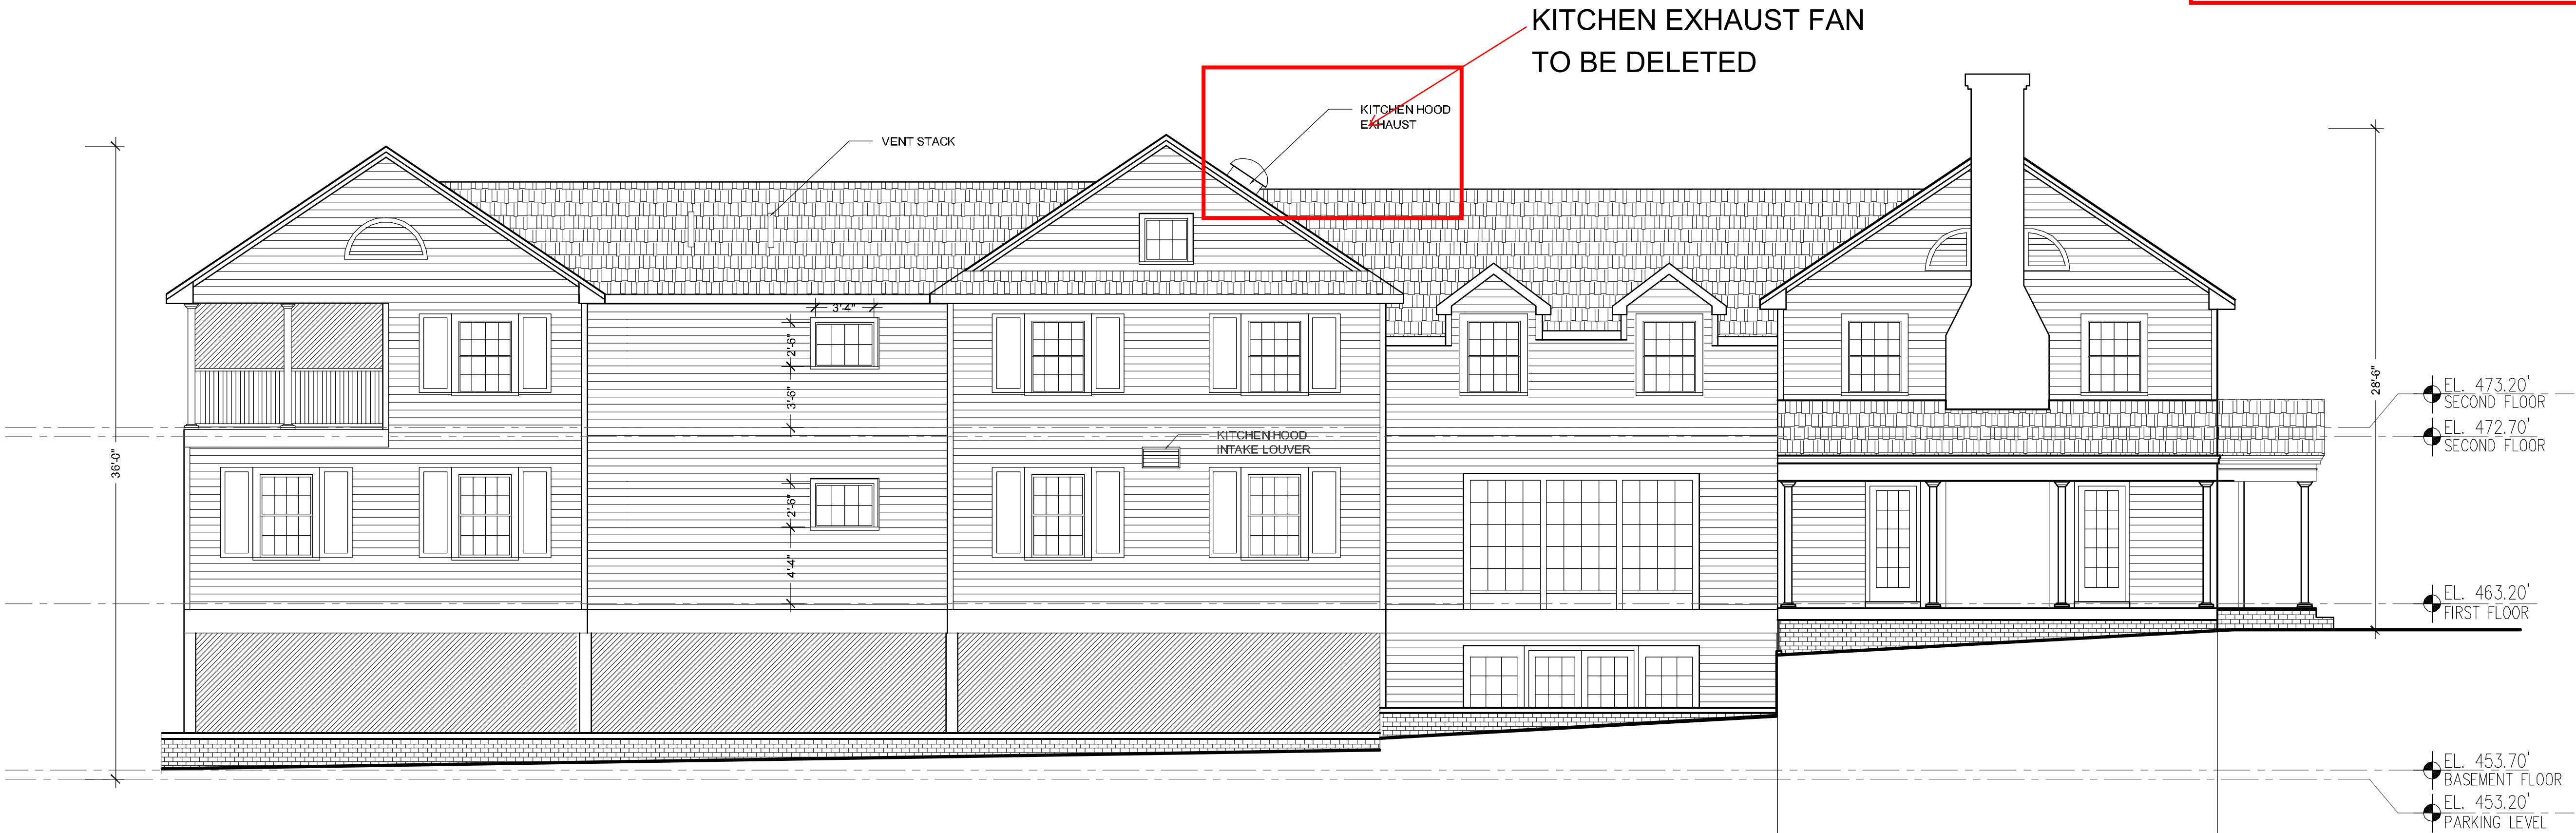 KITCHEN EXHAUST FAN
TO BE DELETED
KITCHEN HOOD
EXHAUST
VENT STACK
3'-4"
2'-6"
3'-6"
KITCHEN HOOD
INTAKE LOUVER
2'-6"
4'-4"
36'-0"
28'-6"
EL. 473.20'
SECOND FLOOR
EL. 472.70'
SECOND FLOOR
EL. 463.20'
FIRST FLOOR
EL. 453.70'
BASEMENT FLOOR
EL. 453.20'
PARKING LEVEL